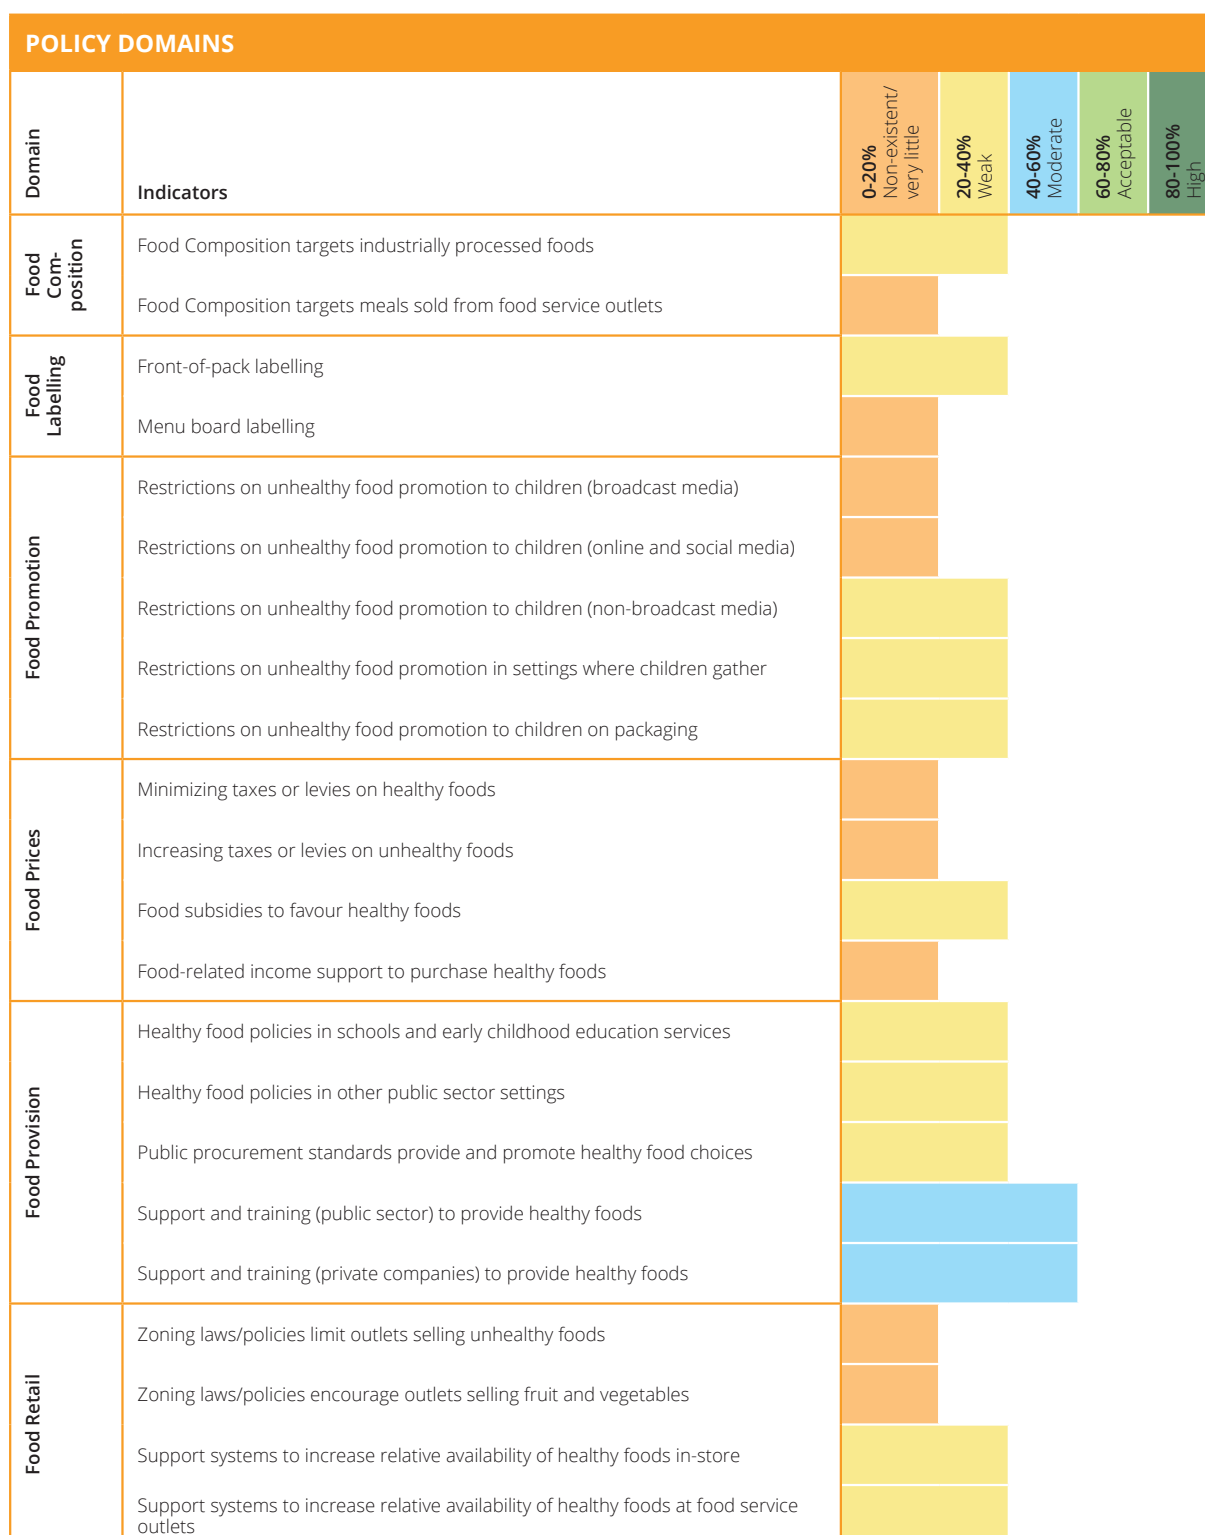 POLICY DOMAINS
Domain
Indicators
0-20%
Non-existent/
very little
20-40%
Weak
40-60%
Moderate
60-80%
Acceptable
80-100%
High
Food
Com-
position
Food Composition targets industrially processed foods
Food Composition targets meals sold from food service outlets
Food
Labelling
Front-of-pack labelling
Menu board labelling
Food Promotion
Restrictions on unhealthy food promotion to children (broadcast media)
Restrictions on unhealthy food promotion to children (online and social media)
Restrictions on unhealthy food promotion to children (non-broadcast media)
Restrictions on unhealthy food promotion in settings where children gather
Restrictions on unhealthy food promotion to children on packaging
Food Prices
Minimizing taxes or levies on healthy foods
Increasing taxes or levies on unhealthy foods
Food subsidies to favour healthy foods
Food-related income support to purchase healthy foods
Food Provision
Healthy food policies in schools and early childhood education services
Healthy food policies in other public sector settings
Public procurement standards provide and promote healthy food choices
Support and training (public sector) to provide healthy foods
Support and training (private companies) to provide healthy foods
Food Retail
Zoning laws/policies limit outlets selling unhealthy foods
Zoning laws/policies encourage outlets selling fruit and vegetables
Support systems to increase relative availability of healthy foods in-store
Support systems to increase relative availability of healthy foods at food service
outlets